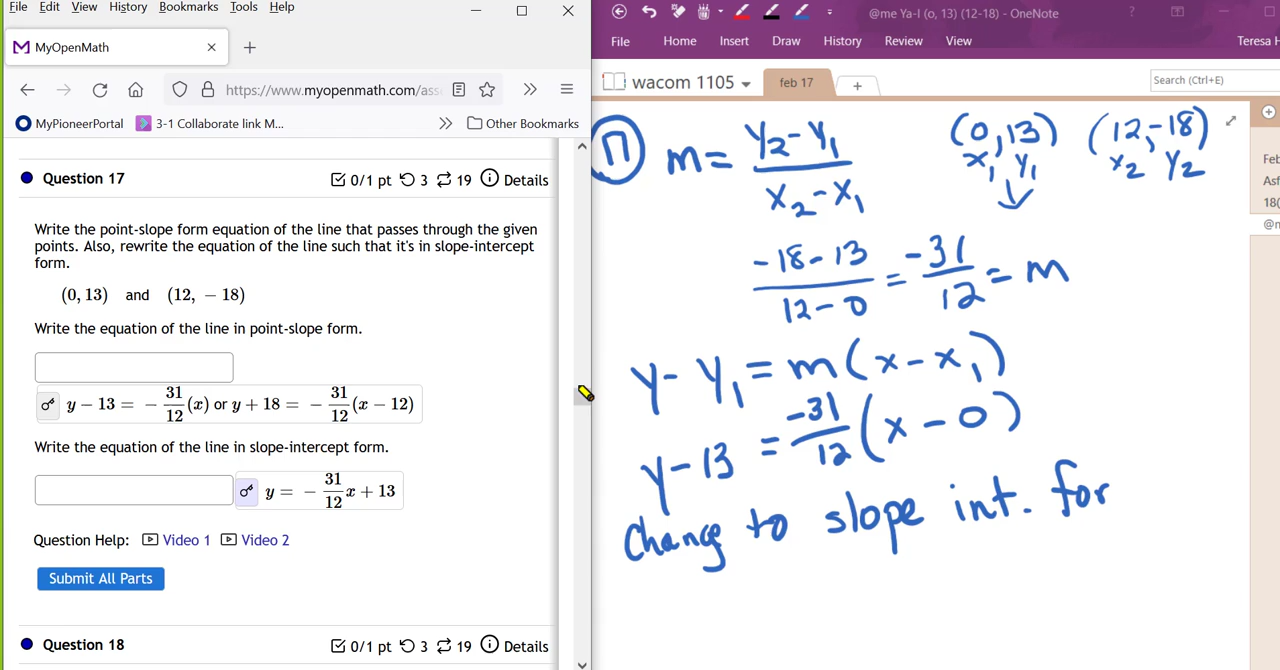 File Edit View History Bookmarks Tools Help
MyOpenMath
https://www.myopenmath.com/ass
MyPioneerPortal 3-1 Collaborate link M... Other Bookmarks
Question 17 0/1 pt 3 19 Details
Write the point-slope form equation of the line that passes through the given
points. Also, rewrite the equation of the line such that it's in slope-intercept
form.
(0, 13) and (12, − 18)
Write the equation of the line in point-slope form.
y − 13 = − 31/12 (x) or y + 18 = − 31/12 (x − 12)
Write the equation of the line in slope-intercept form.
y = − 31/12 x + 13
Question Help: Video 1 Video 2
Submit All Parts
Question 18 0/1 pt 3 19 Details
@me Ya-I (o, 13) (12-18) - OneNote
File Home Insert Draw History Review View Teresa H
wacom 1105 feb 17
Search (Ctrl+E)
Feb
Asf
18(
@m
17 m = y2 - y1 / x2 - x1 (0, 13) (12, -18)
x1 y1 x2 y2
-18 - 13 / 12 - 0 = -31/12 = m
y - y1 = m(x - x1)
y - 13 = -31/12 (x - 0)
Change to slope int. for